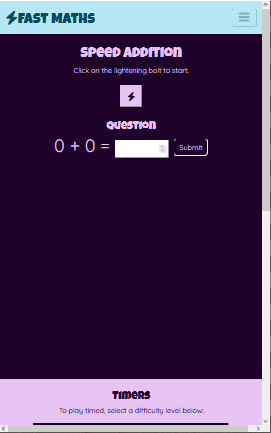 FAST MATHS
Speed Addition
Click on the lightening bolt to start.
Question
0 + 0 =
Submit
Timers
To play timed, select a difficulty level below: